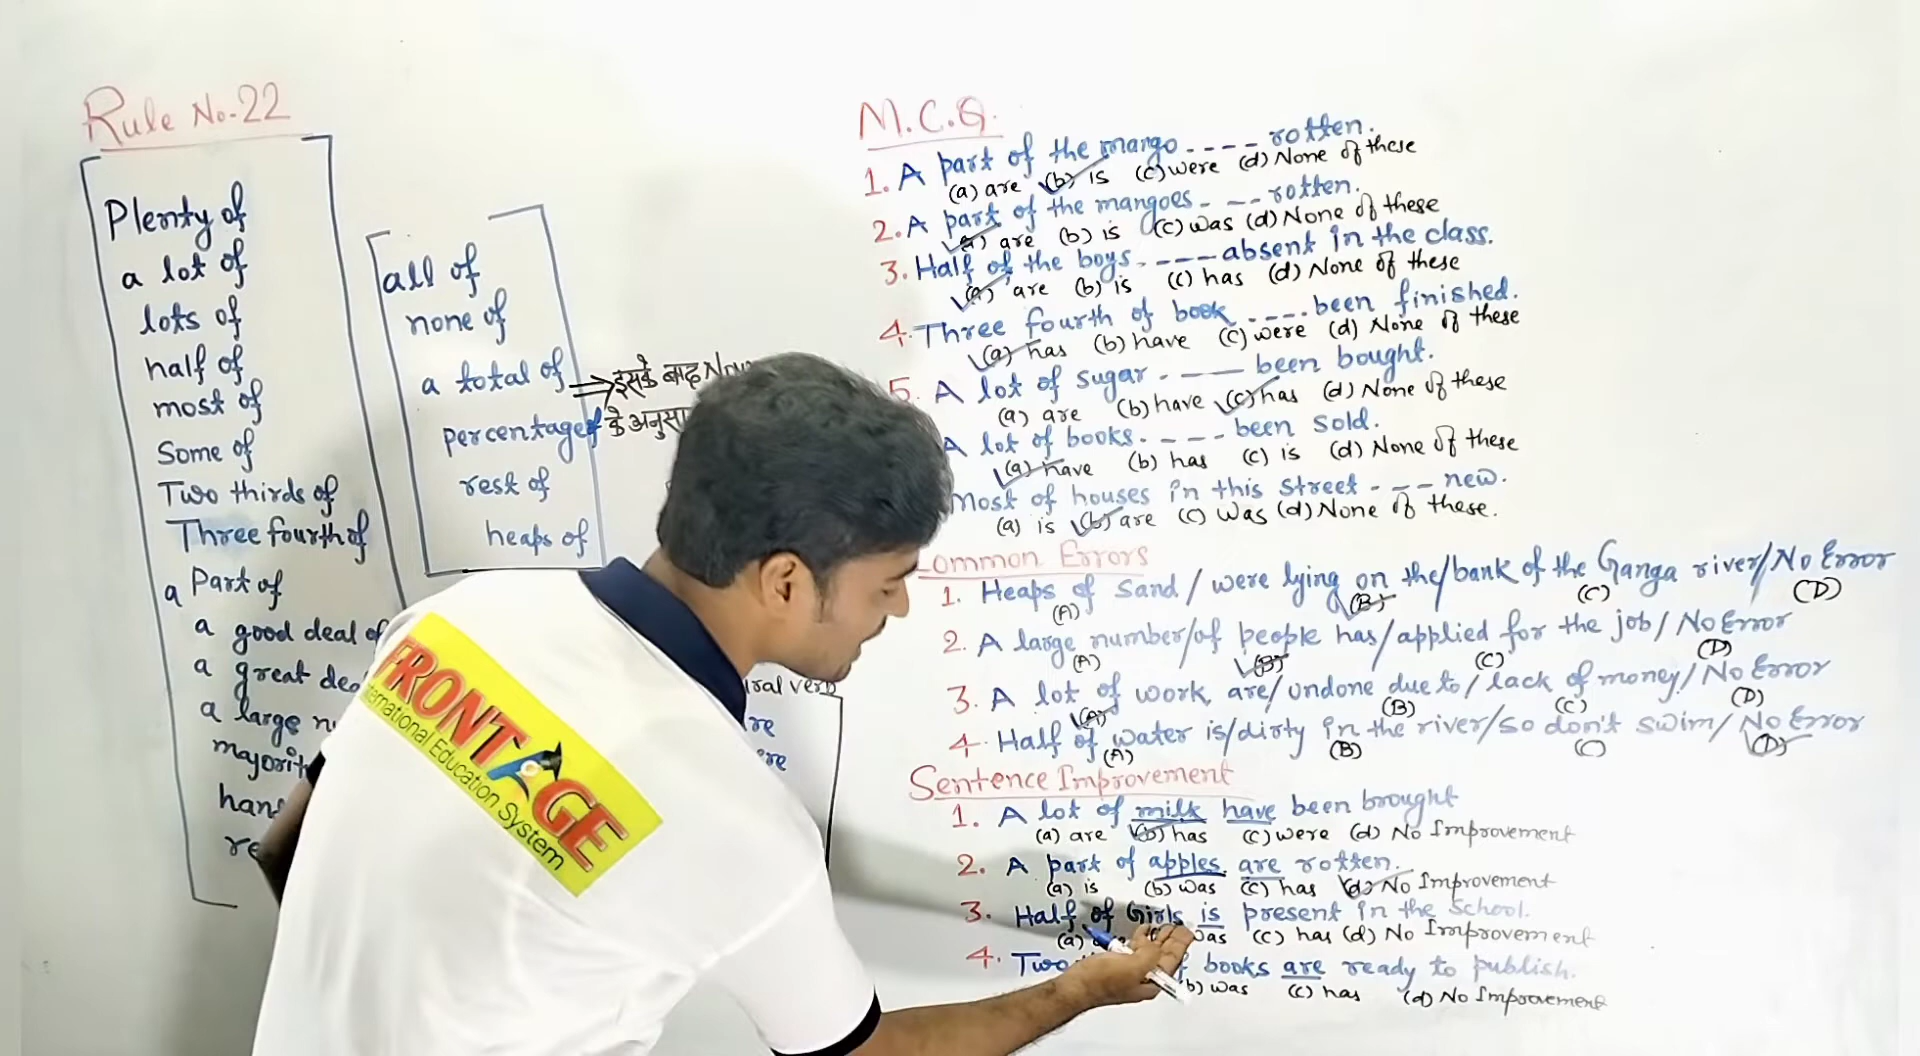 Rule No.22
Plenty of
a lot of
lots of
half of
most of
Some of
Two thirds of
Three fourth of
a Part of
a good deal of
a great
a large
all of
none of
a total of
percentage of
rest of
heaps of
इसके बाद
के
verb
M.C.Q.
1. A part of the mango ---- rotten.
(a) are (b) is (c) were (d) None of these
2. A part of the mangoes --- rotten.
(a) are (b) is (c) was (d) None of these
3. Half of the boys ---- absent in the class.
(a) are (b) is (c) has (d) None of these
4. Three fourth of book ---- been finished.
(a) has (b) have (c) were (d) None of these
5. A lot of sugar ---- been bought.
(a) are (b) have (c) has (d) None of these
A lot of books ---- been sold.
(a) have (b) has (c) is (d) None of these
Most of houses in this street --- new.
(a) is (b) are (c) was (d) None of these.
Common Errors
1. Heaps of sand / were lying on the / bank of the Ganga river / No Error
(A) (B) (C) (D)
2. A large number / of people has / applied for the job / No Error
(A) (B) (C) (D)
3. A lot of work are / undone due to / lack of money / No Error
(A) (B) (C) (D)
4. Half of water is / dirty in the river / so don't swim / No Error
(A) (B) (C) (D)
Sentence Improvement
1. A lot of milk have been brought
(a) are (b) has (c) were (d) No Improvement
2. A part of apples are rotten.
(a) is (b) was (c) has (d) No Improvement
3. Half of Girls is present in the school.
(a) was (c) has (d) No Improvement
4. Two books are ready to publish.
(b) was (c) has (d) No Improvement
FRONTAGE
International Education System